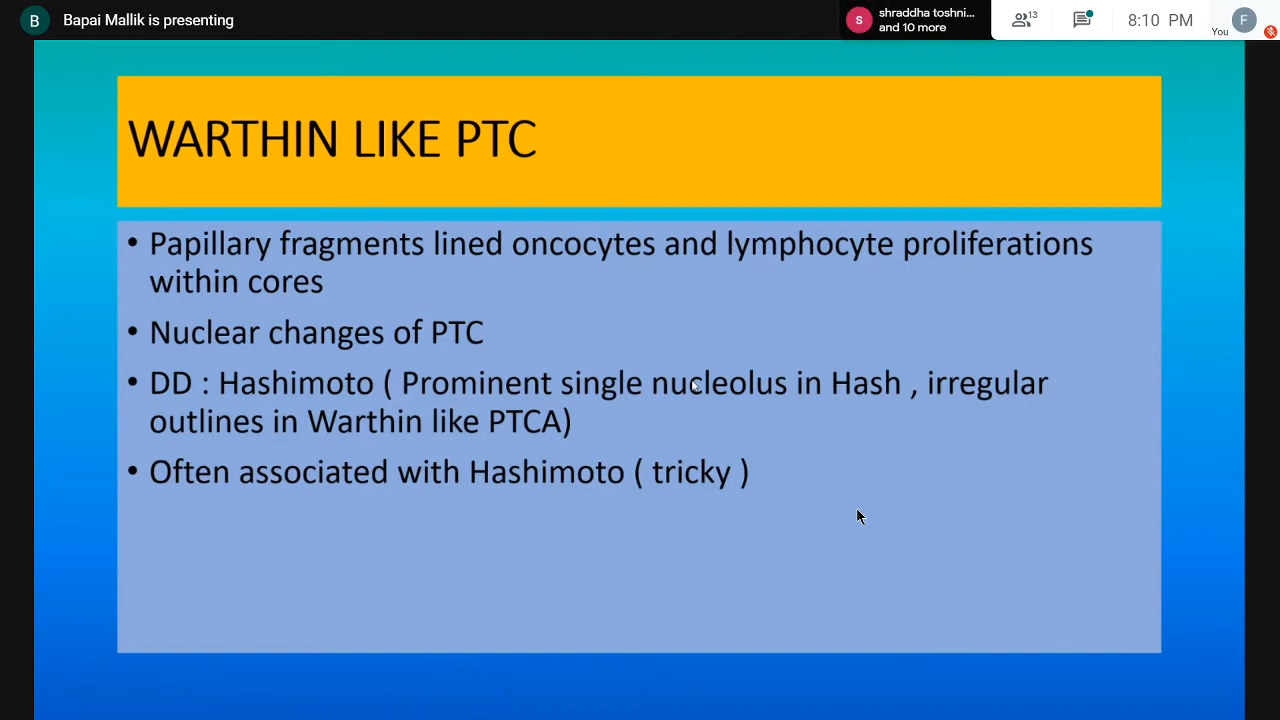 B Bapai Mallik is presenting
S shraddha toshni...
and 10 more
13
8:10 PM
You
F
WARTHIN LIKE PTC
• Papillary fragments lined oncocytes and lymphocyte proliferations
within cores
• Nuclear changes of PTC
• DD : Hashimoto ( Prominent single nucleolus in Hash , irregular
outlines in Warthin like PTCA)
• Often associated with Hashimoto ( tricky )